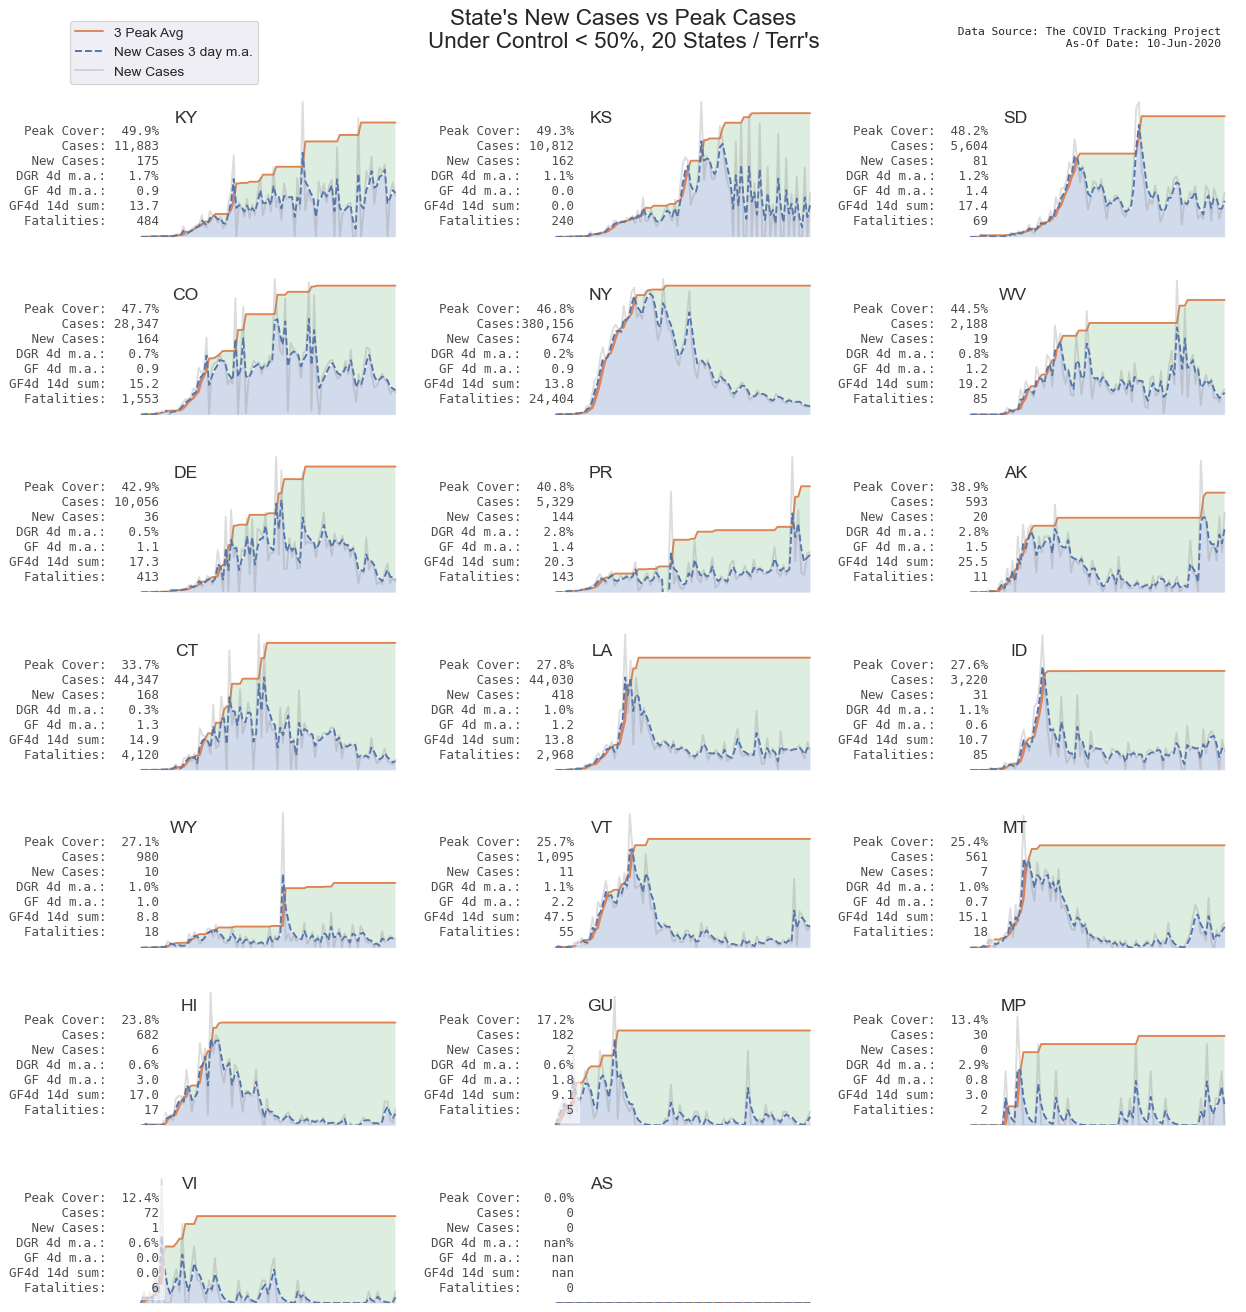 State's New Cases vs Peak Cases
Under Control < 50%, 20 States / Terr's
3 Peak Avg
New Cases 3 day m.a.
New Cases
Data Source: The COVID Tracking Project
As-Of Date: 10-Jun-2020
KY
Peak Cover: 49.9%
Cases: 11,883
New Cases: 175
DGR 4d m.a.: 1.7%
GF 4d m.a.: 0.9
GF4d 14d sum: 13.7
Fatalities: 484
KS
Peak Cover: 49.3%
Cases: 10,812
New Cases: 162
DGR 4d m.a.: 1.1%
GF 4d m.a.: 0.0
GF4d 14d sum: 0.0
Fatalities: 240
SD
Peak Cover: 48.2%
Cases: 5,604
New Cases: 81
DGR 4d m.a.: 1.2%
GF 4d m.a.: 1.4
GF4d 14d sum: 17.4
Fatalities: 69
CO
Peak Cover: 47.7%
Cases: 28,347
New Cases: 164
DGR 4d m.a.: 0.7%
GF 4d m.a.: 0.9
GF4d 14d sum: 15.2
Fatalities: 1,553
NY
Peak Cover: 46.8%
Cases:380,156
New Cases: 674
DGR 4d m.a.: 0.2%
GF 4d m.a.: 0.9
GF4d 14d sum: 13.8
Fatalities: 24,404
WV
Peak Cover: 44.5%
Cases: 2,188
New Cases: 19
DGR 4d m.a.: 0.8%
GF 4d m.a.: 1.2
GF4d 14d sum: 19.2
Fatalities: 85
DE
Peak Cover: 42.9%
Cases: 10,056
New Cases: 36
DGR 4d m.a.: 0.5%
GF 4d m.a.: 1.1
GF4d 14d sum: 17.3
Fatalities: 413
PR
Peak Cover: 40.8%
Cases: 5,329
New Cases: 144
DGR 4d m.a.: 2.8%
GF 4d m.a.: 1.4
GF4d 14d sum: 20.3
Fatalities: 143
AK
Peak Cover: 38.9%
Cases: 593
New Cases: 20
DGR 4d m.a.: 2.8%
GF 4d m.a.: 1.5
GF4d 14d sum: 25.5
Fatalities: 11
CT
Peak Cover: 33.7%
Cases: 44,347
New Cases: 168
DGR 4d m.a.: 0.3%
GF 4d m.a.: 1.3
GF4d 14d sum: 14.9
Fatalities: 4,120
LA
Peak Cover: 27.8%
Cases: 44,030
New Cases: 418
DGR 4d m.a.: 1.0%
GF 4d m.a.: 1.2
GF4d 14d sum: 13.8
Fatalities: 2,968
ID
Peak Cover: 27.6%
Cases: 3,220
New Cases: 31
DGR 4d m.a.: 1.1%
GF 4d m.a.: 0.6
GF4d 14d sum: 10.7
Fatalities: 85
WY
Peak Cover: 27.1%
Cases: 980
New Cases: 10
DGR 4d m.a.: 1.0%
GF 4d m.a.: 1.0
GF4d 14d sum: 8.8
Fatalities: 18
VT
Peak Cover: 25.7%
Cases: 1,095
New Cases: 11
DGR 4d m.a.: 1.1%
GF 4d m.a.: 2.2
GF4d 14d sum: 47.5
Fatalities: 55
MT
Peak Cover: 25.4%
Cases: 561
New Cases: 7
DGR 4d m.a.: 1.0%
GF 4d m.a.: 0.7
GF4d 14d sum: 15.1
Fatalities: 18
HI
Peak Cover: 23.8%
Cases: 682
New Cases: 6
DGR 4d m.a.: 0.6%
GF 4d m.a.: 3.0
GF4d 14d sum: 17.0
Fatalities: 17
GU
Peak Cover: 17.2%
Cases: 182
New Cases: 2
DGR 4d m.a.: 0.6%
GF 4d m.a.: 1.8
GF4d 14d sum: 9.1
Fatalities: 5
MP
Peak Cover: 13.4%
Cases: 30
New Cases: 0
DGR 4d m.a.: 2.9%
GF 4d m.a.: 0.8
GF4d 14d sum: 3.0
Fatalities: 2
VI
Peak Cover: 12.4%
Cases: 72
New Cases: 1
DGR 4d m.a.: 0.6%
GF 4d m.a.: 0.0
GF4d 14d sum: 0.0
Fatalities: 6
AS
Peak Cover: 0.0%
Cases: 0
New Cases: 0
DGR 4d m.a.: nan%
GF 4d m.a.: nan
GF4d 14d sum: nan
Fatalities: 0